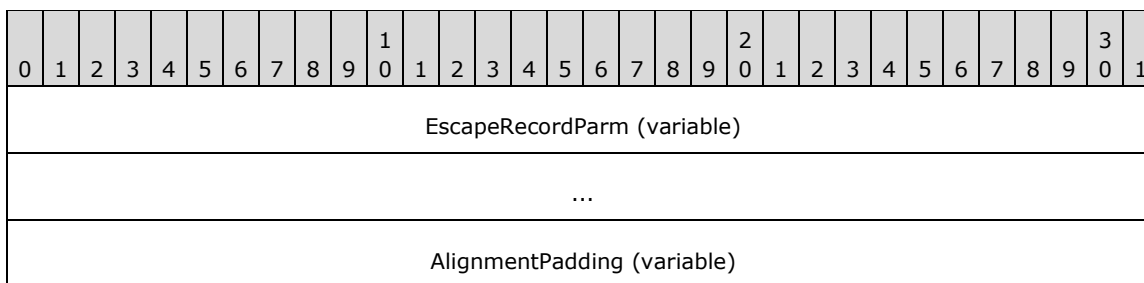 1 2 3
0 1 2 3 4 5 6 7 8 9 0 1 2 3 4 5 6 7 8 9 0 1 2 3 4 5 6 7 8 9 0 1
EscapeRecordParm (variable)
...
AlignmentPadding (variable)